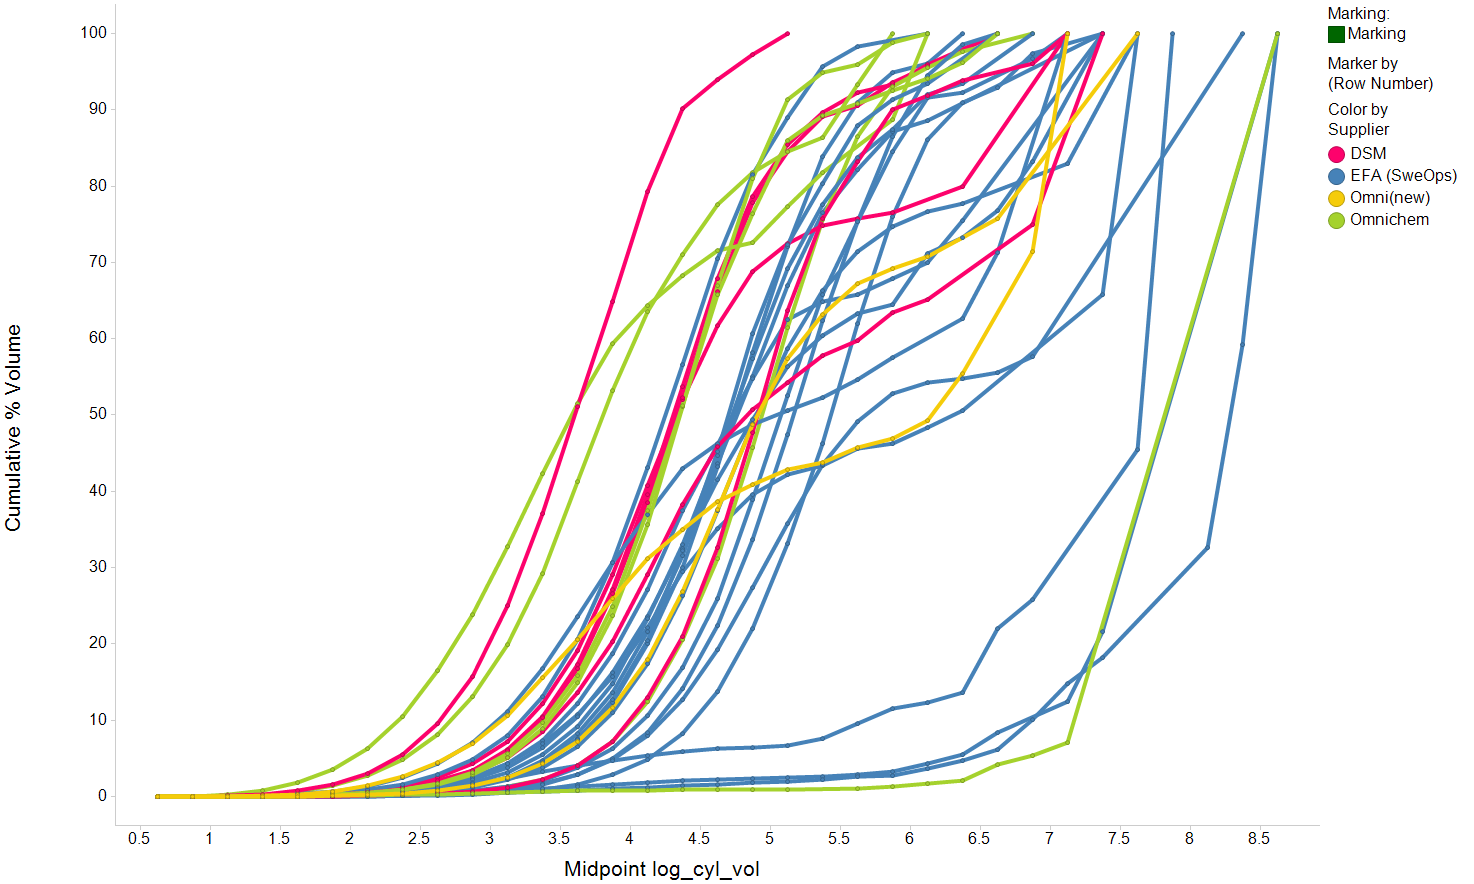 Marking:
Marking
Marker by
(Row Number)
Color by
Supplier
DSM
EFA (SweOps)
Omni(new)
Omnichem
Cumulative % Volume
100
90
80
70
60
50
40
30
20
10
0
0.5 1 1.5 2 2.5 3 3.5 4 4.5 5 5.5 6 6.5 7 7.5 8 8.5
Midpoint log_cyl_vol